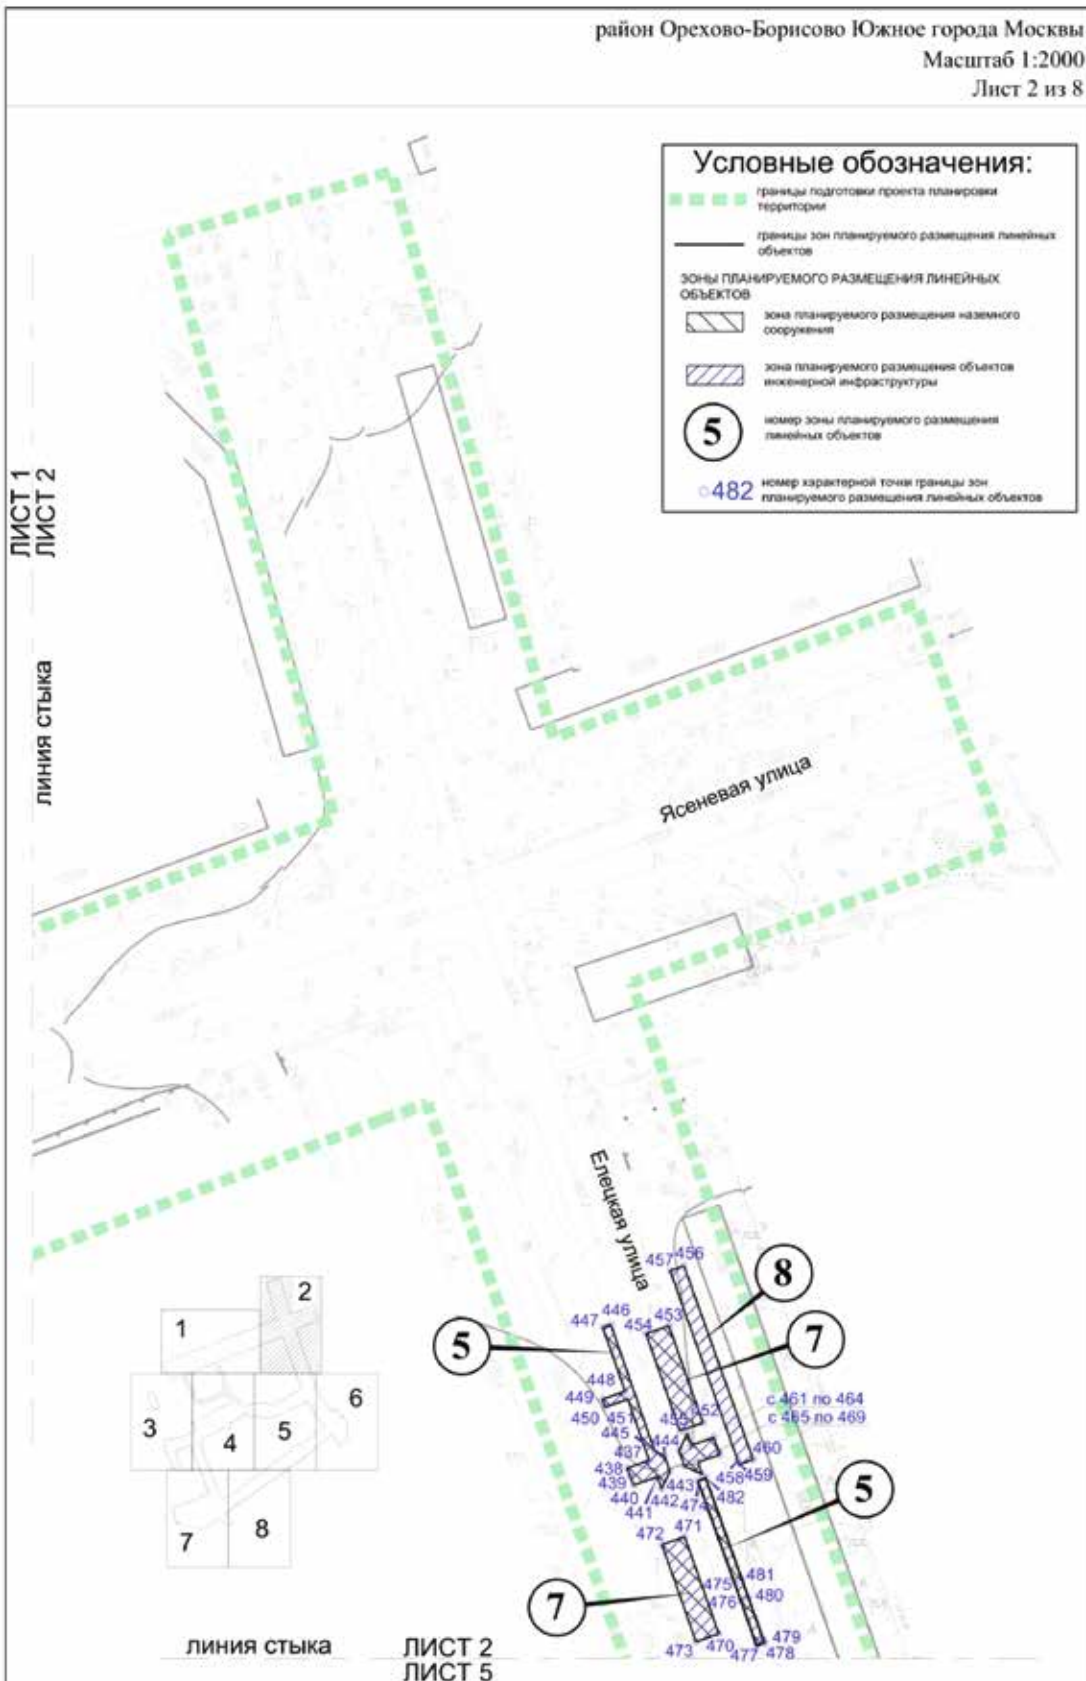 район Орехово-Борисово Южное города Москвы
Масштаб 1:2000
Лист 2 из 8
Условные обозначения:
границы подготовки проекта планировки
территории
границы зон планируемого размещения линейных
объектов
ЗОНЫ ПЛАНИРУЕМОГО РАЗМЕЩЕНИЯ ЛИНЕЙНЫХ
ОБЪЕКТОВ
зона планируемого размещения наземного
сооружения
зона планируемого размещения объектов
инженерной инфраструктуры
5
номер зоны планируемого размещения
линейных объектов
482
номер характерной точки границы зон
планируемого размещения линейных объектов
ЛИСТ 1
ЛИСТ 2
линия стыка
Ясеневая улица
Елецкая улица
457 456
8
446
447
454 453
5
7
448
449
450 451
455 452
с 461 по 464
с 465 по 469
445
444
437
438
439
460
458 459
440
441
442
443
474
482
5
472 471
475
476
481
480
7
473 470
477
479
478
1
2
3
4
5
6
7
8
линия стыка
ЛИСТ 2
ЛИСТ 5